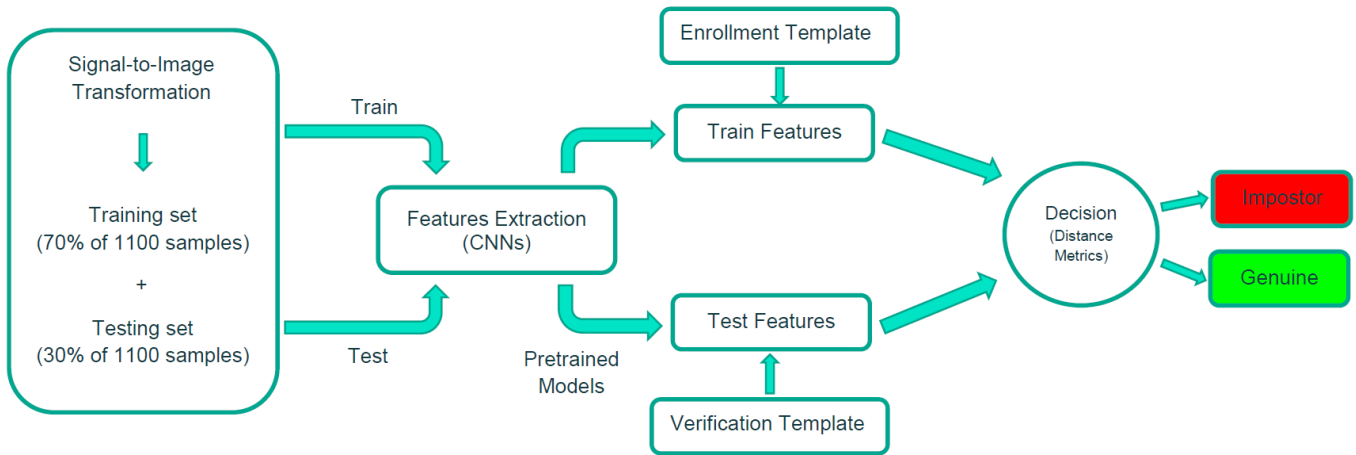 Signal-to-Image
Transformation
Training set
(70% of 1100 samples)
+
Testing set
(30% of 1100 samples)
Train
Test
Features Extraction
(CNNs)
Pretrained
Models
Enrollment Template
Train Features
Test Features
Verification Template
Decision
(Distance
Metrics)
Impostor
Genuine